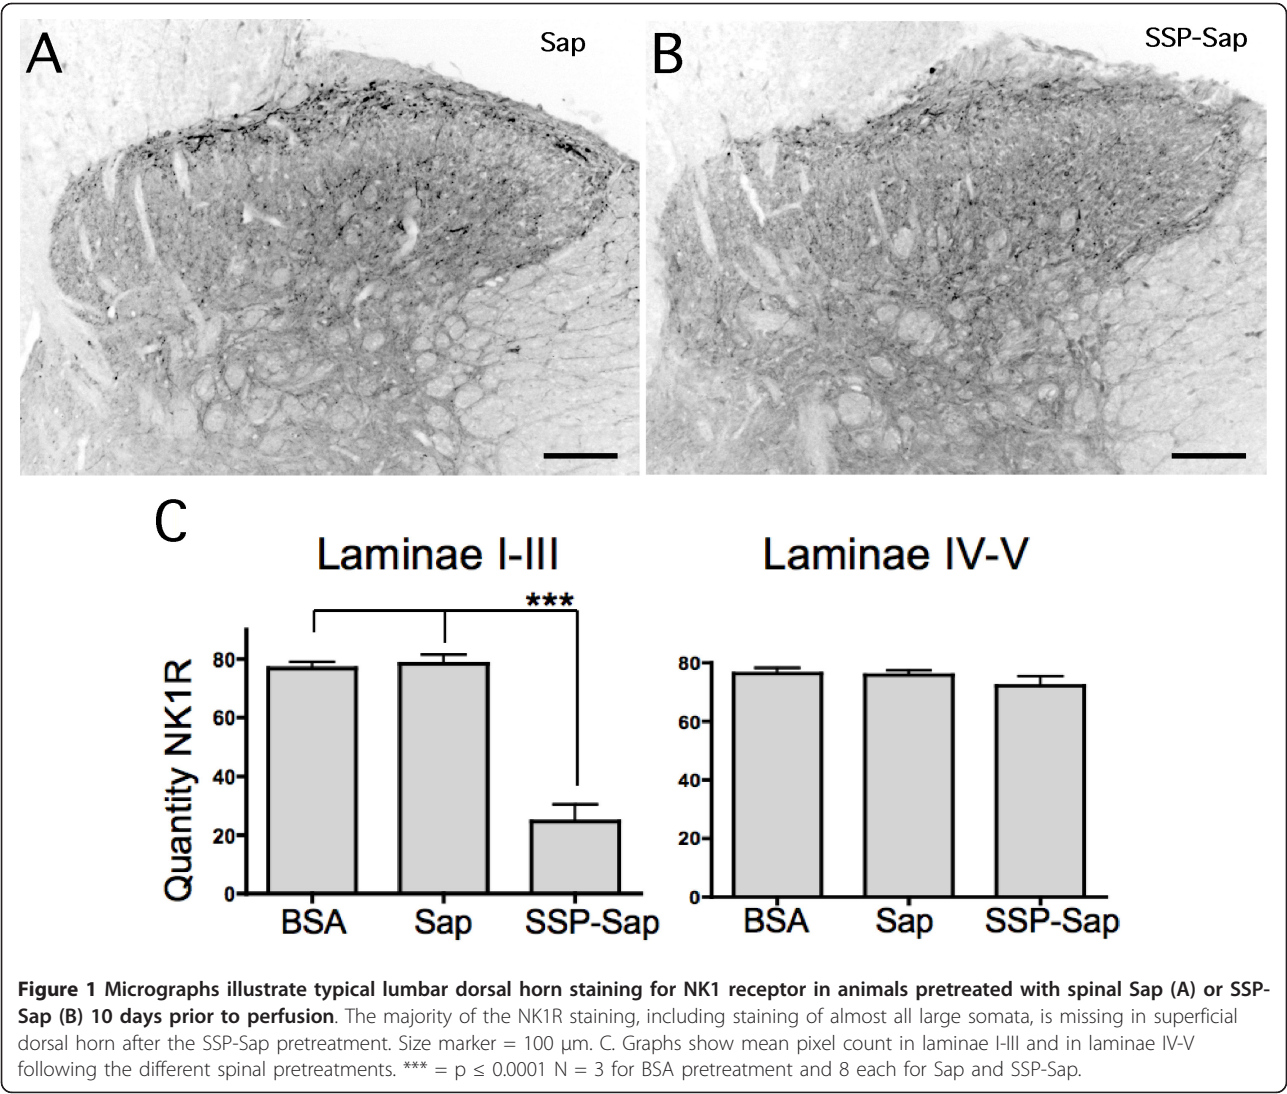 A
Sap
B
SSP-Sap
C
Laminae I-III
Laminae IV-V
***
Quantity NK1R
80
60
40
20
0
BSA
Sap
SSP-Sap
80
60
40
20
0
BSA
Sap
SSP-Sap
Figure 1 Micrographs illustrate typical lumbar dorsal horn staining for NK1 receptor in animals pretreated with spinal Sap (A) or SSP-
Sap (B) 10 days prior to perfusion. The majority of the NK1R staining, including staining of almost all large somata, is missing in superficial
dorsal horn after the SSP-Sap pretreatment. Size marker = 100 μm. C. Graphs show mean pixel count in laminae I-III and in laminae IV-V
following the different spinal pretreatments. *** = p ≤ 0.0001 N = 3 for BSA pretreatment and 8 each for Sap and SSP-Sap.